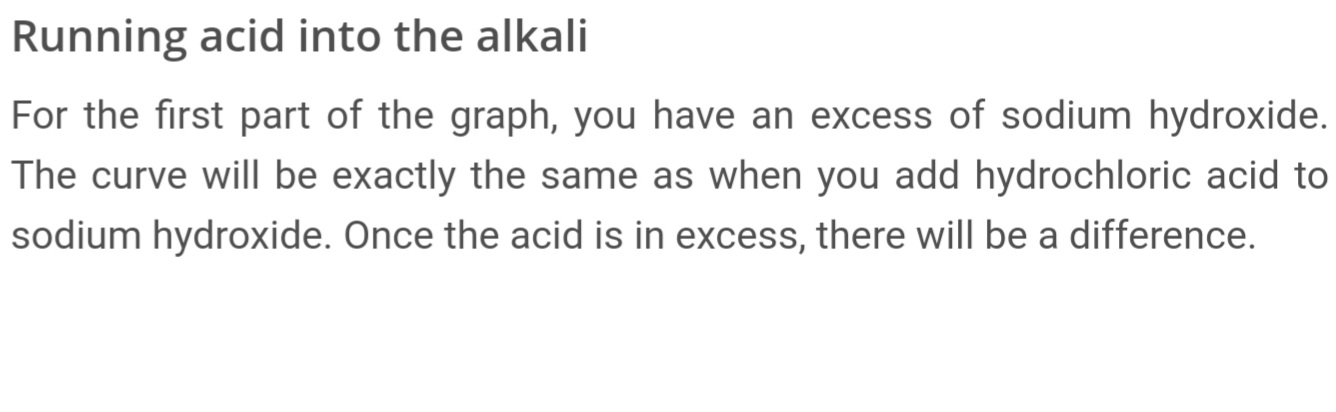 Running acid into the alkali
For the first part of the graph, you have an excess of sodium hydroxide.
The curve will be exactly the same as when you add hydrochloric acid to
sodium hydroxide. Once the acid is in excess, there will be a difference.